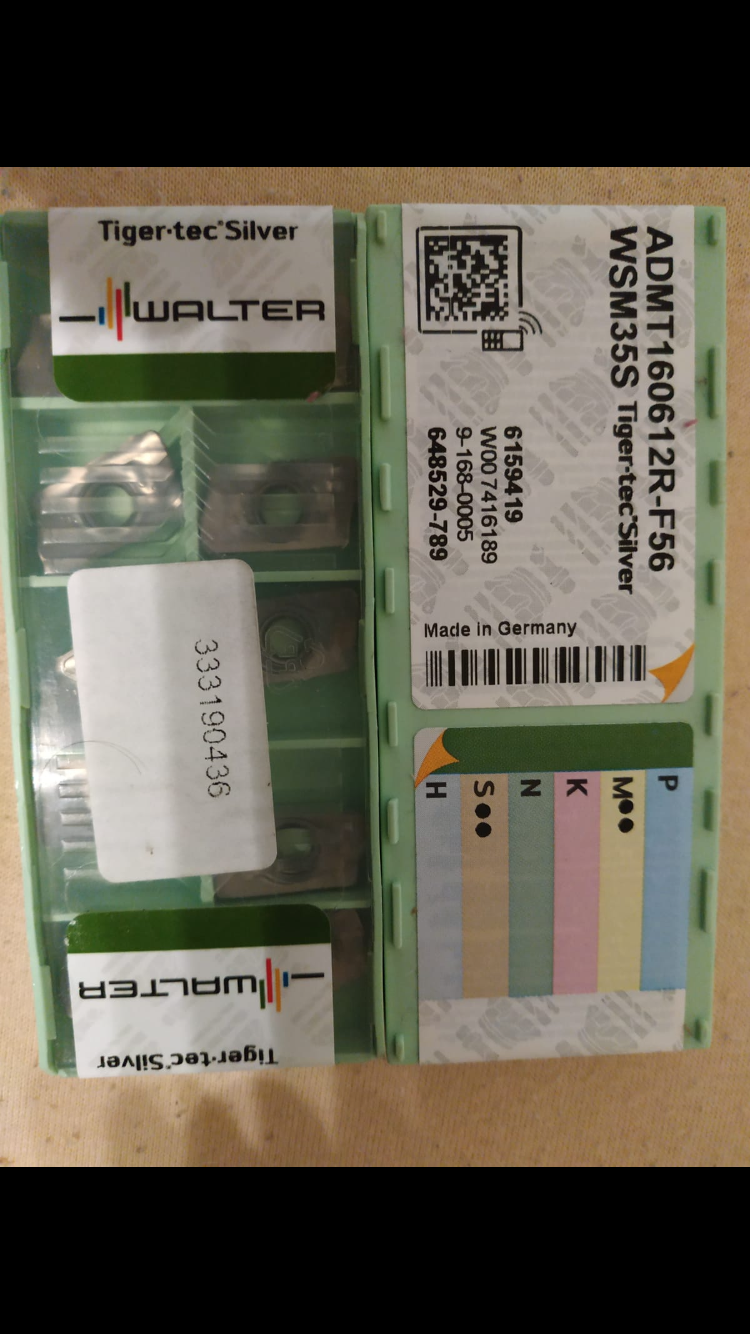 Tiger·tec®Silver
WALTER
333190436
WALTER
Tiger·tec®Silver
ADMT160612R-F56
WSM35S Tiger·tec®Silver
6159419
W007416189
9-168-0005
648529-789
Made in Germany
P
M●●
K
N
S●●
H